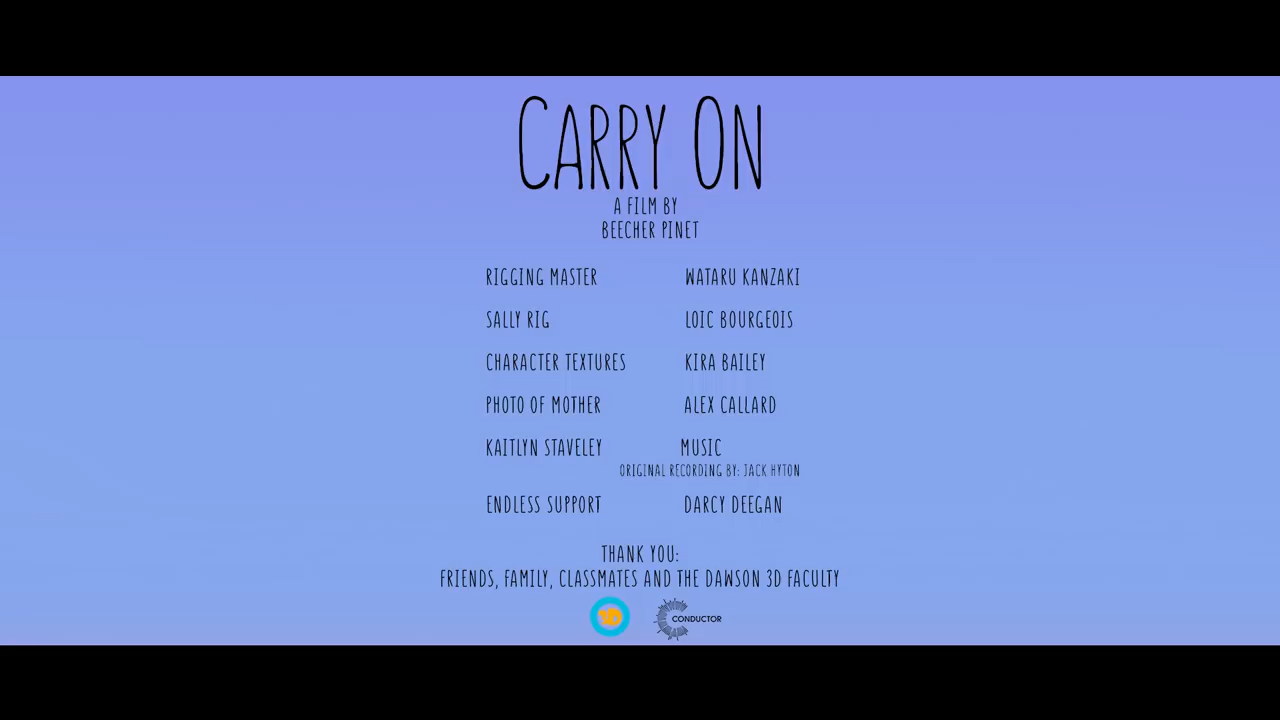 CARRY ON
A FILM BY
BEECHER PINET
RIGGING MASTER WATARU KANZAKI
SALLY RIG LOIC BOURGEOIS
CHARACTER TEXTURES KIRA BAILEY
PHOTO OF MOTHER ALEX CALLARD
KAITLYN STAVELEY MUSIC
ORIGINAL RECORDING BY: JACK HYTON
ENDLESS SUPPORT DARCY DEEGAN
THANK YOU:
FRIENDS, FAMILY, CLASSMATES AND THE DAWSON 3D FACULTY
CONDUCTOR